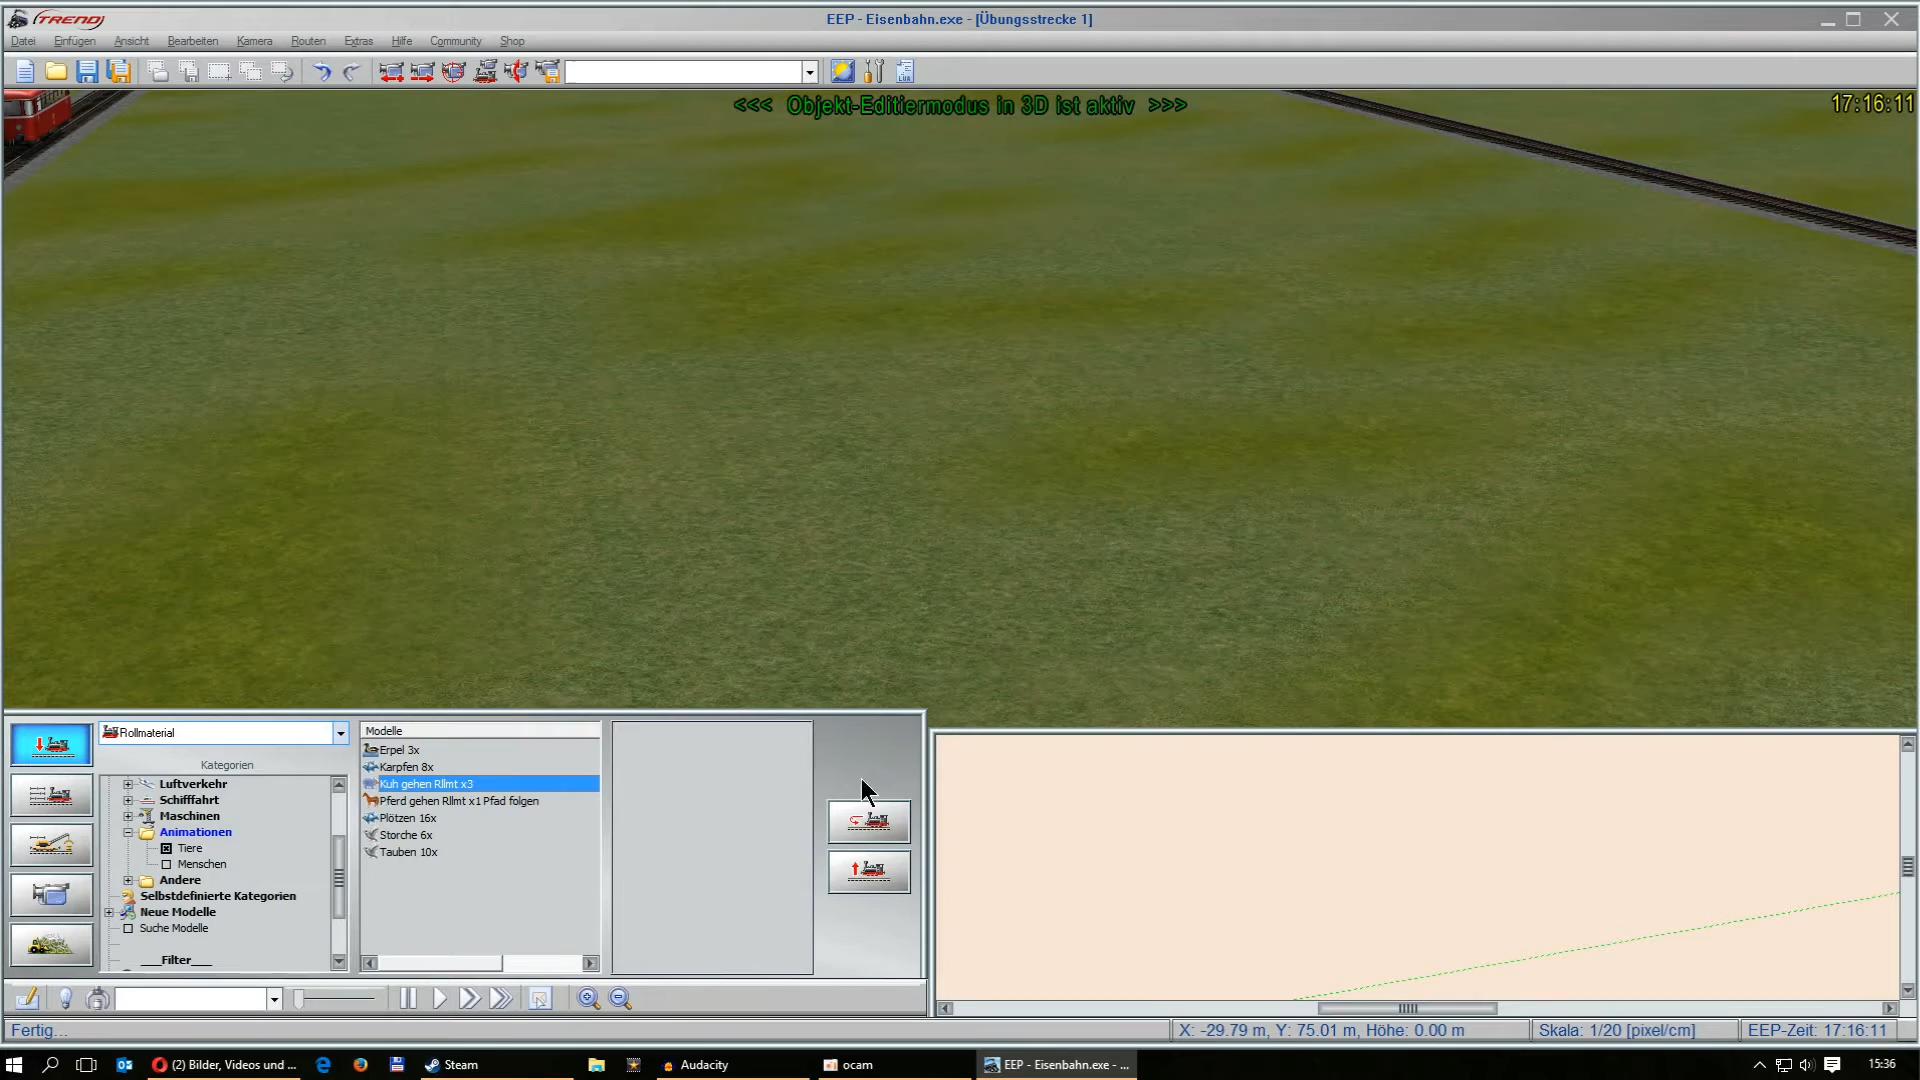 TREND
EEP - Eisenbahn.exe - [Übungsstrecke 1]
Datei Einfügen Ansicht Bearbeiten Kamera Routen Extras Hilfe Community Shop
LUA
<<< Objekt-Editiermodus in 3D ist aktiv >>>
17:16:11
Rollmaterial
Kategorien
Luftverkehr
Schifffahrt
Maschinen
Animationen
Tiere
Menschen
Andere
Selbstdefinierte Kategorien
Neue Modelle
Suche Modelle
___Filter___
Modelle
Erpel 3x
Karpfen 8x
Kuh gehen Rllmt x3
Pferd gehen Rllmt x1 Pfad folgen
Plötzen 16x
Storche 6x
Tauben 10x
Fertig...
X: -29.79 m, Y: 75.01 m, Höhe: 0.00 m
Skala: 1/20 [pixel/cm]
EEP-Zeit: 17:16:11
(2) Bilder, Videos und ...
Steam
Audacity
ocam
EEP - Eisenbahn.exe - ...
15:36